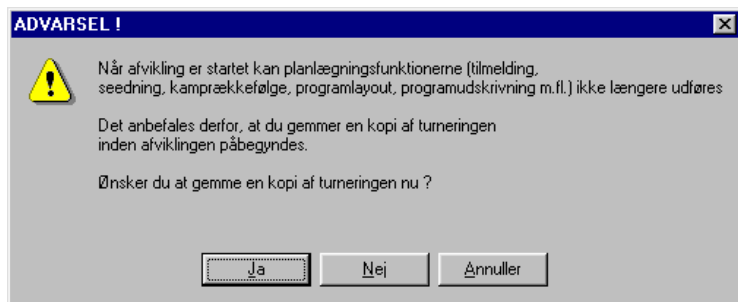 ADVARSEL !
Når afvikling er startet kan planlægningsfunktionerne (tilmelding,
seedning, kamprækkefølge, programlayout, programudskrivning m.fl.) ikke længere udføres
Det anbefales derfor, at du gemmer en kopi af turneringen
inden afviklingen påbegyndes.
Ønsker du at gemme en kopi af turneringen nu ?
Ja
Nej
Annuller